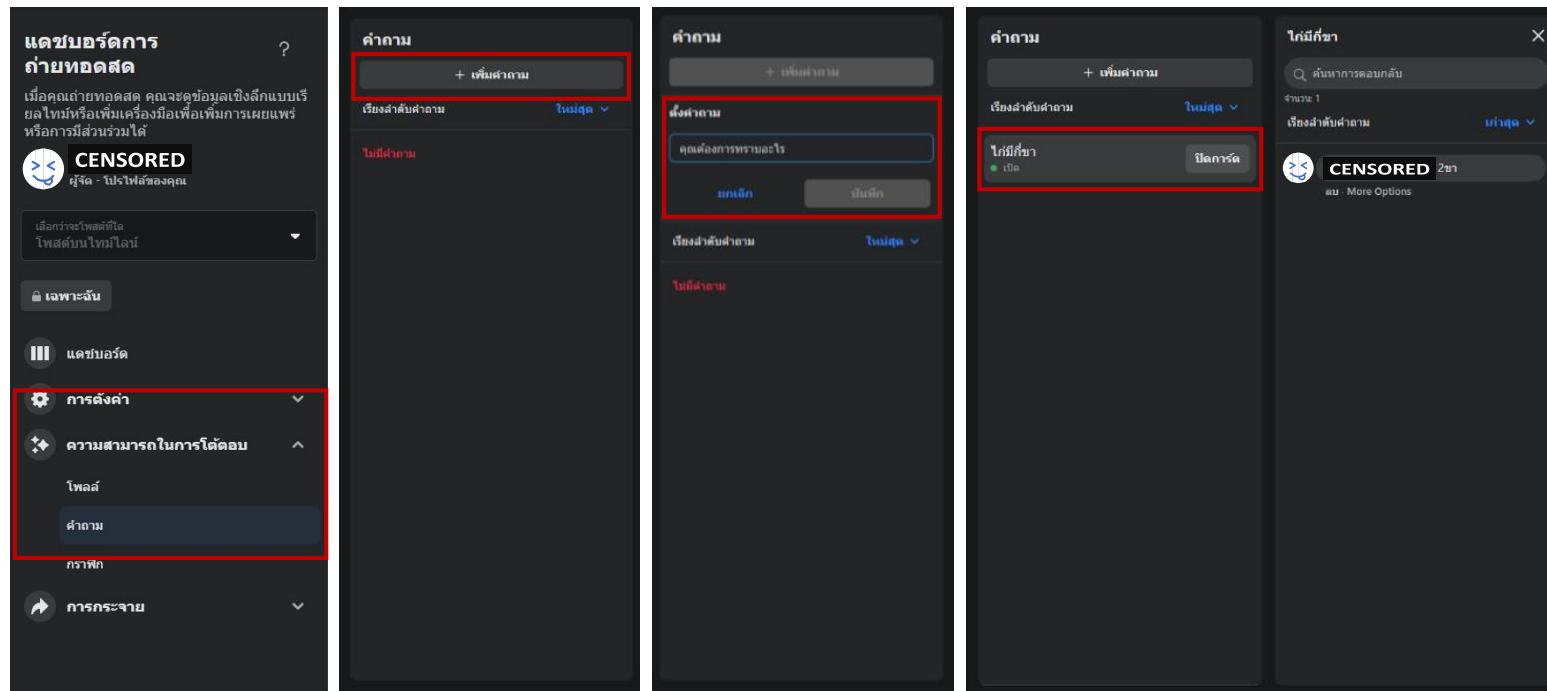 แดชบอร์ดการ
ถ่ายทอดสด
?
เมื่อคุณถ่ายทอดสด คุณจะดูข้อมูลเชิงลึกแบบเรี
ยลไทม์หรือเพิ่มเครื่องมือเพื่อเพิ่มการเผยแพร่
หรือการมีส่วนร่วมได้
CENSORED
ผู้จัด - โปรไฟล์ของคุณ
เลือกว่าจะโพสต์ที่ใด
โพสต์บนไทม์ไลน์
เฉพาะฉัน
แดชบอร์ด
การตั้งค่า
ความสามารถในการโต้ตอบ
โพลล์
คำถาม
กราฟิก
การกระจาย
คำถาม
+ เพิ่มคำถาม
เรียงลำดับคำถาม ใหม่สุด
ไม่มีคำถาม
คำถาม
+ เพิ่มคำถาม
ตั้งคำถาม
คุณต้องการทราบอะไร
ยกเลิก บันทึก
เรียงลำดับคำถาม ใหม่สุด
ไม่มีคำถาม
คำถาม
+ เพิ่มคำถาม
เรียงลำดับคำถาม ใหม่สุด
ไก่มีกี่ขา
เปิด
ปิดการ์ด
ไก่มีกี่ขา
ค้นหาการตอบกลับ
จำนวน: 1
เรียงลำดับคำถาม เก่าสุด
CENSORED 2ขา
ลบ · More Options